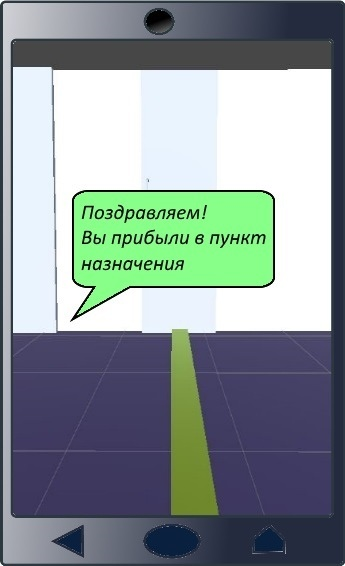 Поздравляем!
Вы прибыли в пункт
назначения